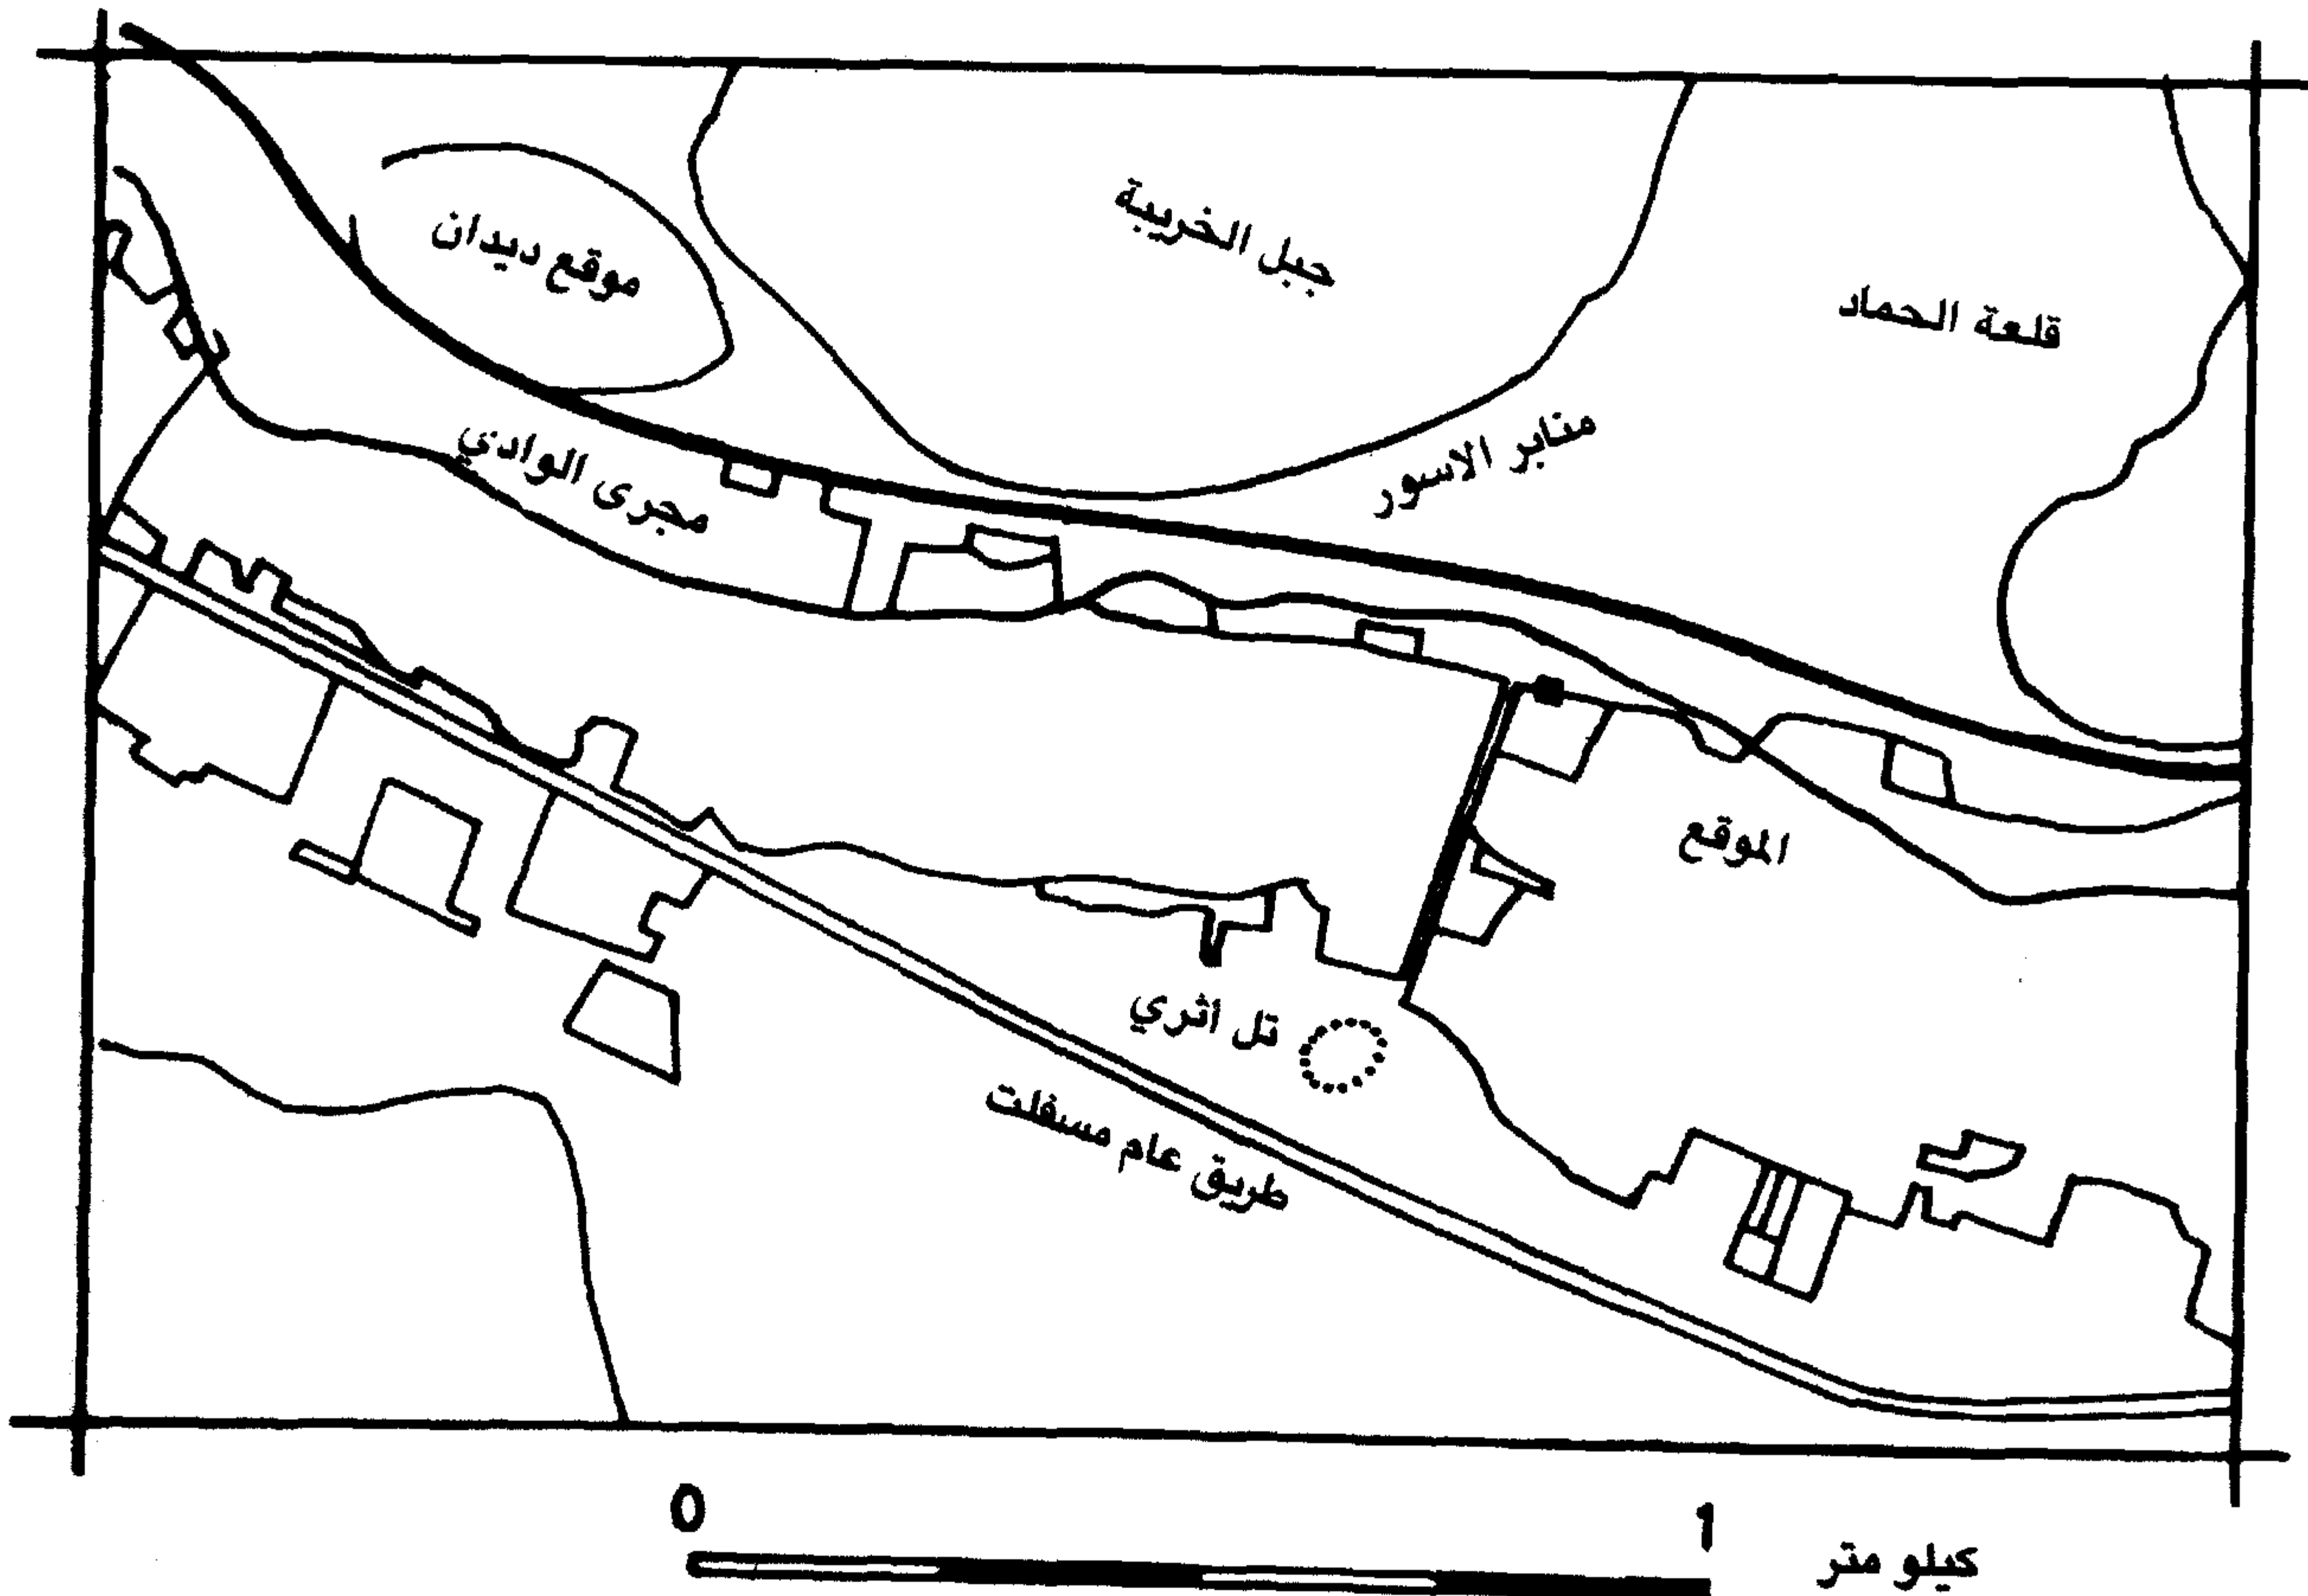 جبل الخريبة
موقع ديدان
قلعة الحماد
مقابر الاسور
مجرى الوادي
الموقع
تل اثري
طريق عام مسفلت
0 1 كيلو متر